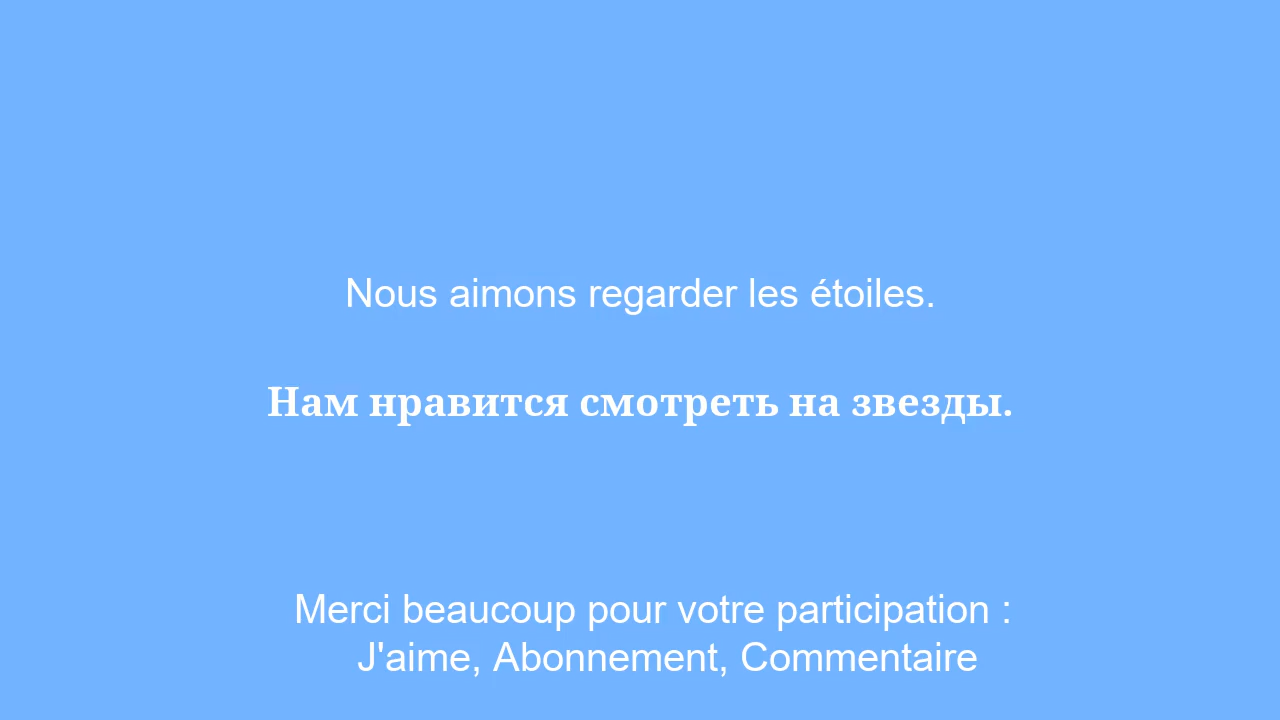 Nous aimons regarder les étoiles.
Нам нравится смотреть на звезды.
Merci beaucoup pour votre participation :
J'aime, Abonnement, Commentaire